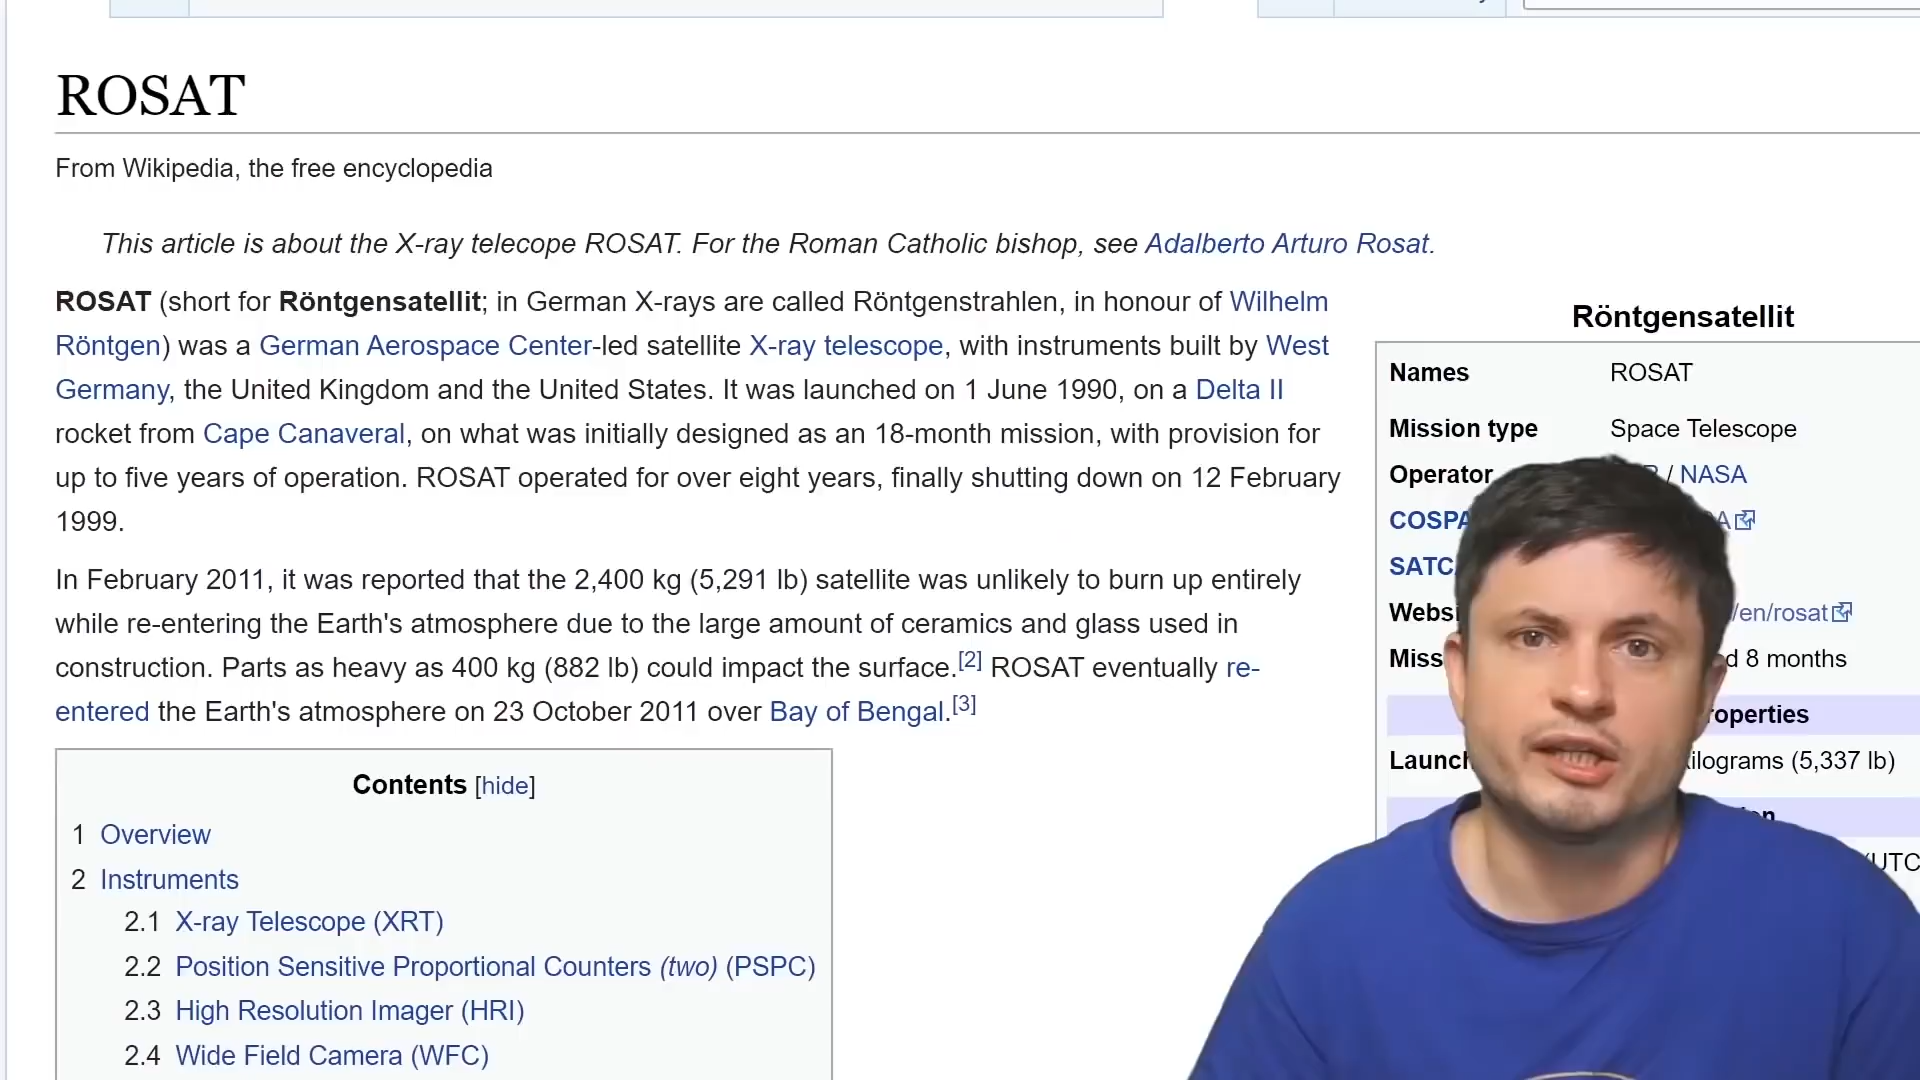 ROSAT
From Wikipedia, the free encyclopedia
This article is about the X-ray telecope ROSAT. For the Roman Catholic bishop, see Adalberto Arturo Rosat.
ROSAT (short for Röntgensatellit; in German X-rays are called Röntgenstrahlen, in honour of Wilhelm
Röntgen) was a German Aerospace Center-led satellite X-ray telescope, with instruments built by West
Germany, the United Kingdom and the United States. It was launched on 1 June 1990, on a Delta II
rocket from Cape Canaveral, on what was initially designed as an 18-month mission, with provision for
up to five years of operation. ROSAT operated for over eight years, finally shutting down on 12 February
1999.
In February 2011, it was reported that the 2,400 kg (5,291 lb) satellite was unlikely to burn up entirely
while re-entering the Earth's atmosphere due to the large amount of ceramics and glass used in
construction. Parts as heavy as 400 kg (882 lb) could impact the surface.[2] ROSAT eventually re-
entered the Earth's atmosphere on 23 October 2011 over Bay of Bengal.[3]
Contents [hide]
1 Overview
2 Instruments
2.1 X-ray Telescope (XRT)
2.2 Position Sensitive Proportional Counters (two) (PSPC)
2.3 High Resolution Imager (HRI)
2.4 Wide Field Camera (WFC)
Röntgensatellit
Names ROSAT
Mission type Space Telescope
Operator / NASA
/en/rosat
8 months
(5,337 lb)